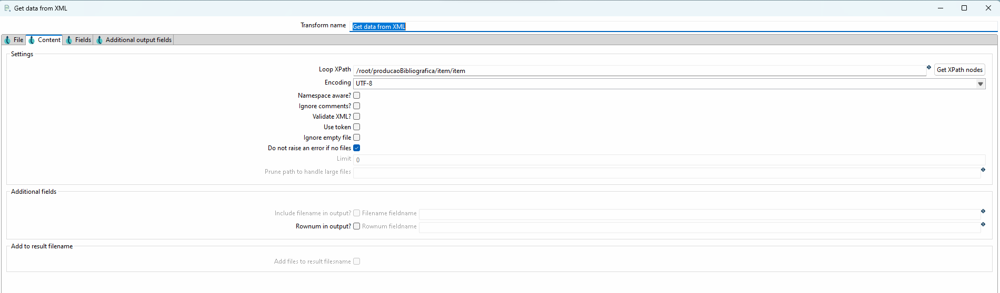 Get data from XML
Transform name Get data from XML
File Content Fields Additional output fields
Settings
Loop XPath /root/producaoBibliografica/item/item Get XPath nodes
Encoding UTF-8
Namespace aware?
Ignore comments?
Validate XML?
Use token
Ignore empty file
Do not raise an error if no files
Limit 0
Prune path to handle large files
Additional fields
Include filename in output? Filename fieldname
Rownum in output? Rownum fieldname
Add to result filename
Add files to result filesname